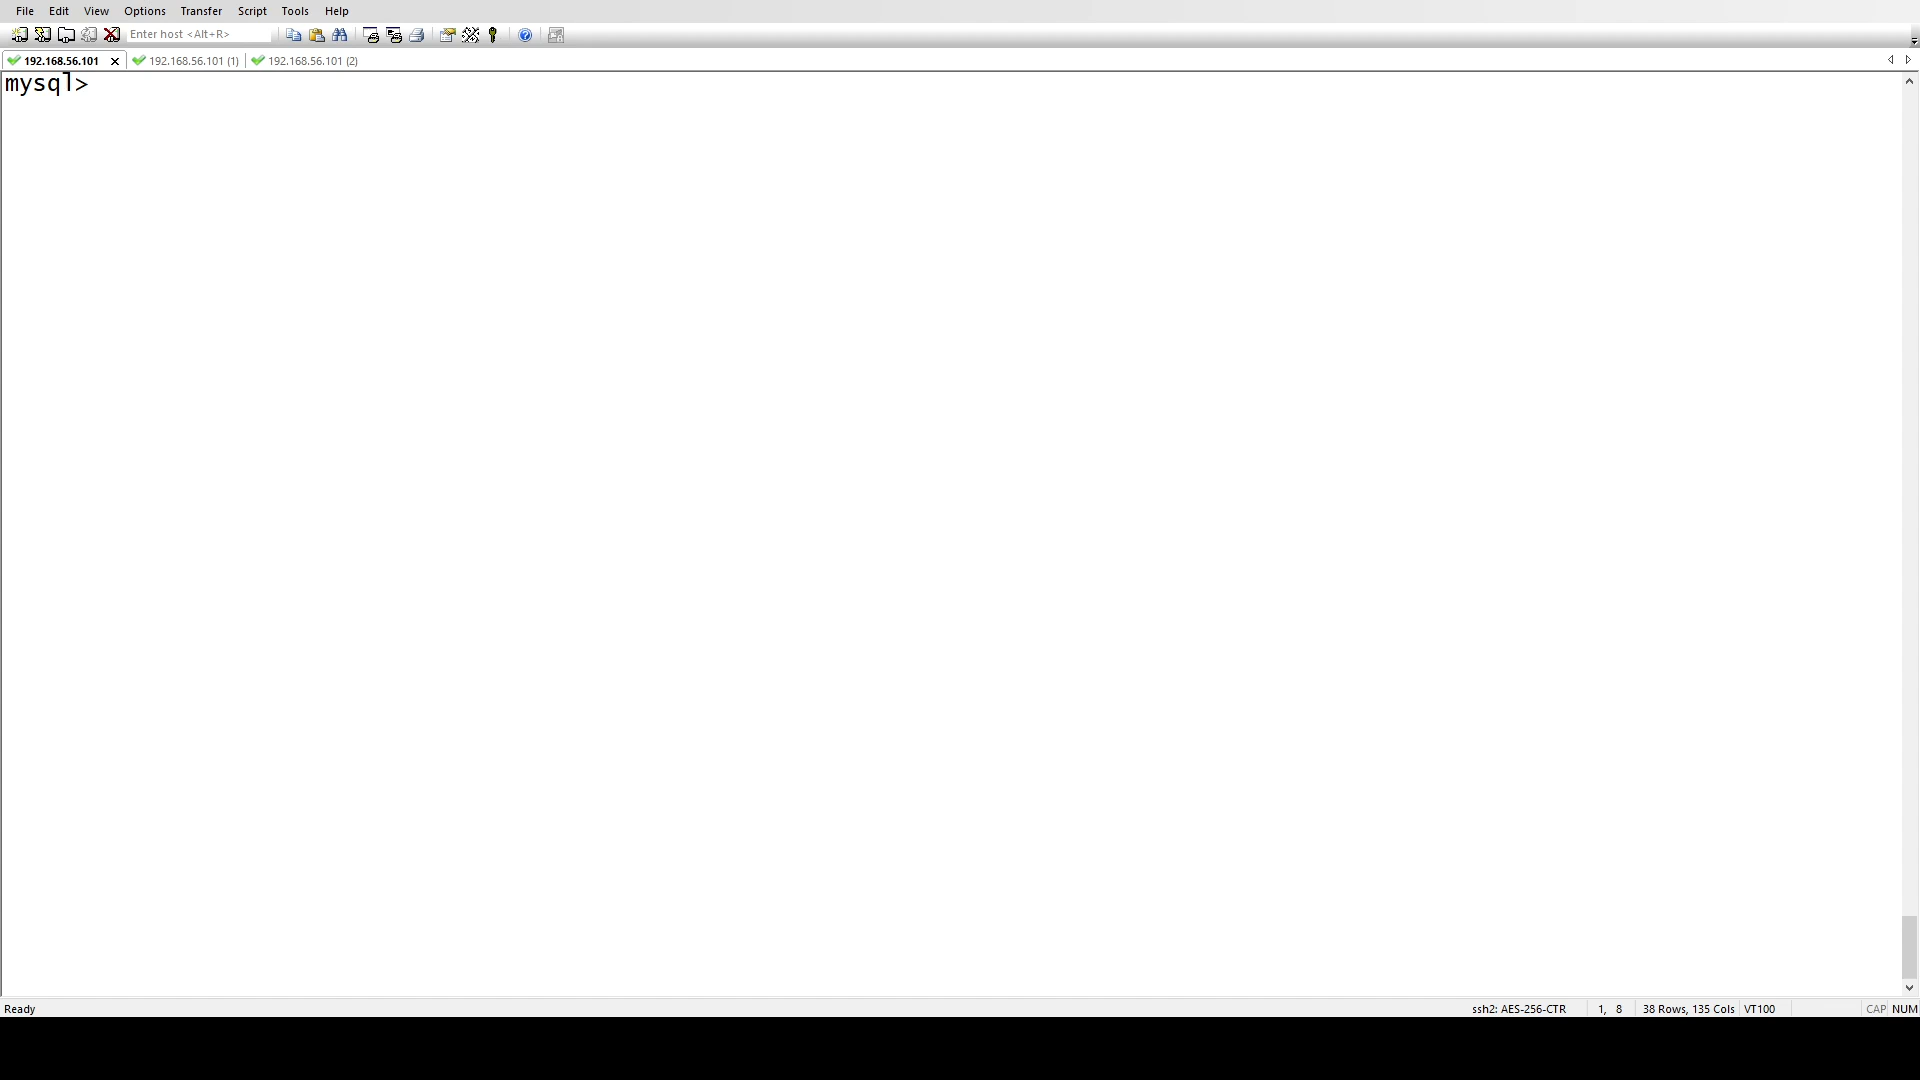 File Edit View Options Transfer Script Tools Help
Enter host <Alt+R>
192.168.56.101 192.168.56.101 (1) 192.168.56.101 (2)
mysql>
Ready ssh2: AES-256-CTR 1, 8 38 Rows, 135 Cols VT100 CAP NUM